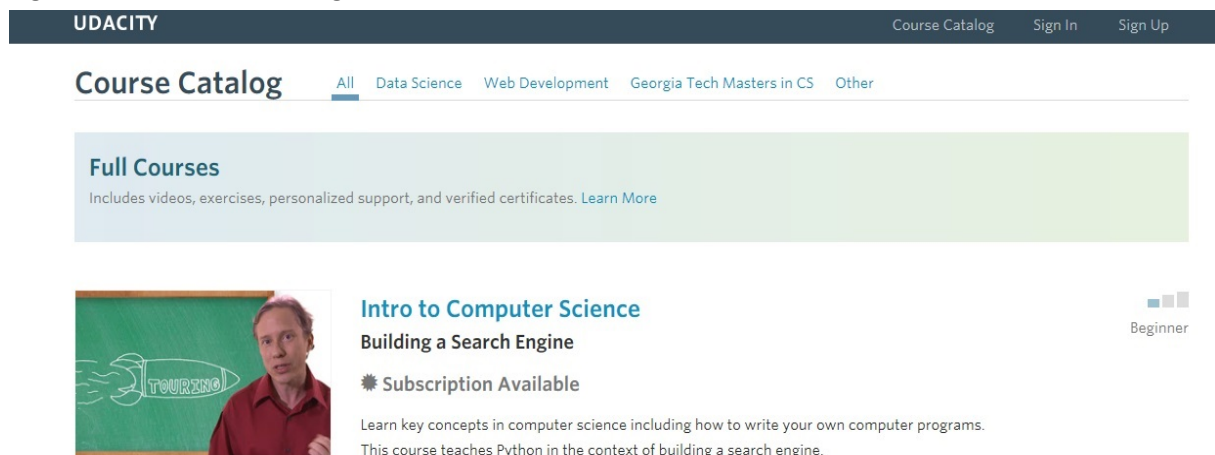 UDACITY
Course Catalog Sign In Sign Up
Course Catalog
All Data Science Web Development Georgia Tech Masters in CS Other
Full Courses
Includes videos, exercises, personalized support, and verified certificates. Learn More
TOURING
Intro to Computer Science
Beginner
Building a Search Engine
Subscription Available
Learn key concepts in computer science including how to write your own computer programs.
This course teaches Python in the context of building a search engine.